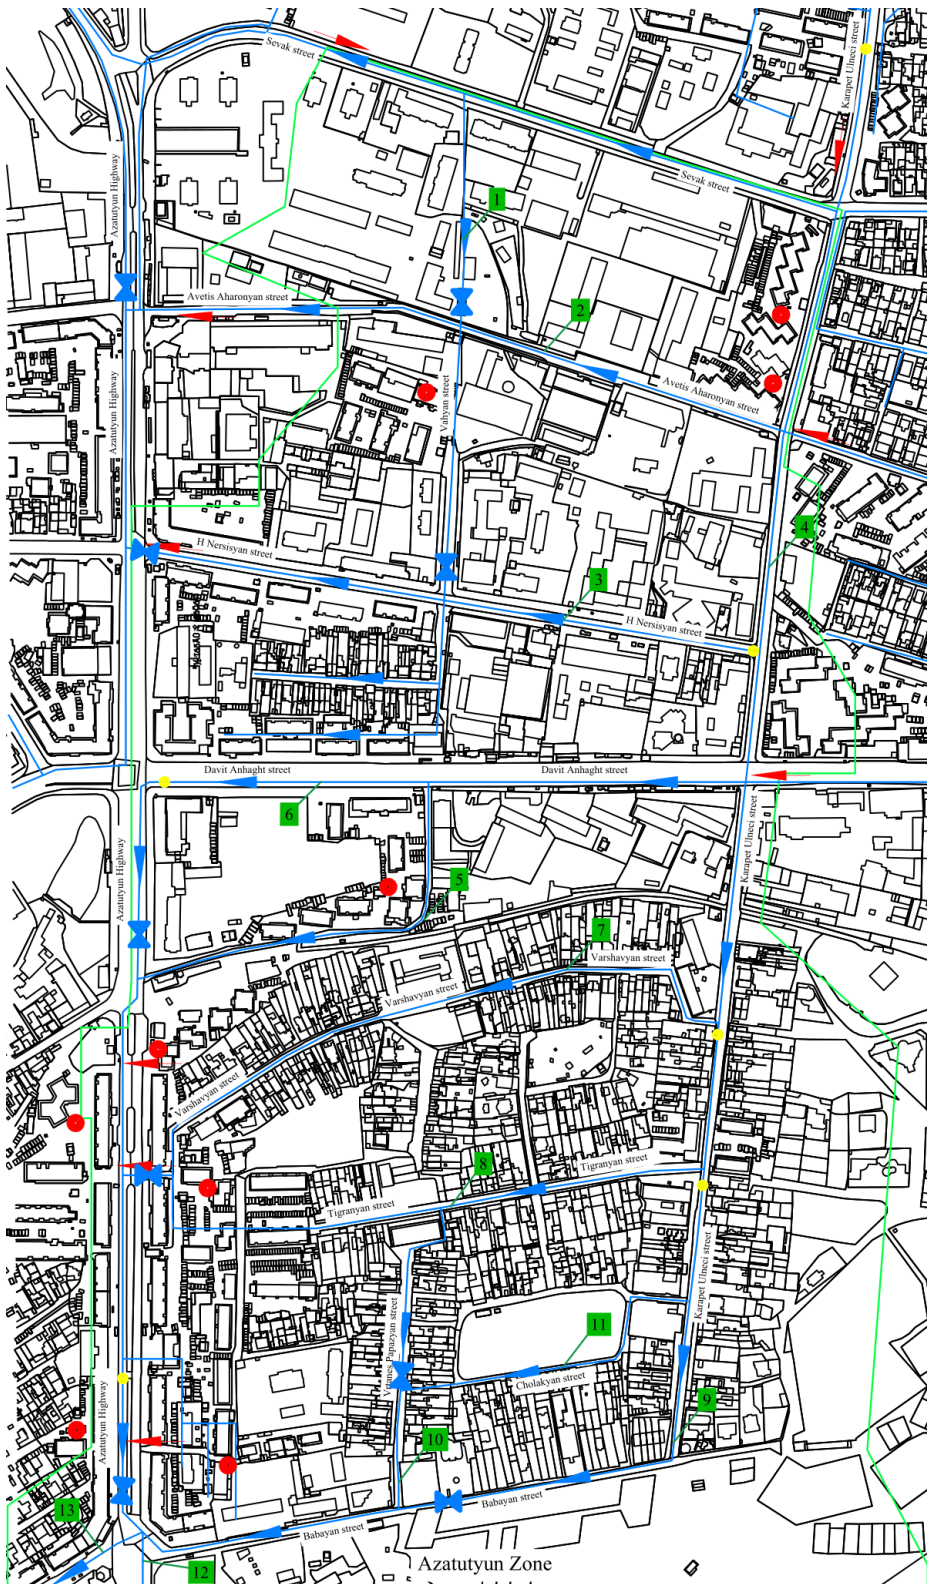 Sevak street
Karapet Ulneci street
Azatutyun Highway
Sevak street
1
Avetis Aharonyan street
2
Azatutyun Highway
Vahyan street
Avetis Aharonyan street
4
H Nersisyan street
3
H Nersisyan street
Davit Anhaght street
Davit Anhaght street
6
Karapet Ulneci street
Azatutyun Highway
5
7
Varshavyan street
Varshavyan street
Varshavyan street
8
Tigranyan street
Tigranyan street
Karapet Ulneci street
Vrtanes Papazyan street
11
Cholakyan street
Azatutyun Highway
9
10
Babayan street
13
Babayan street
12
Azatutyun Zone